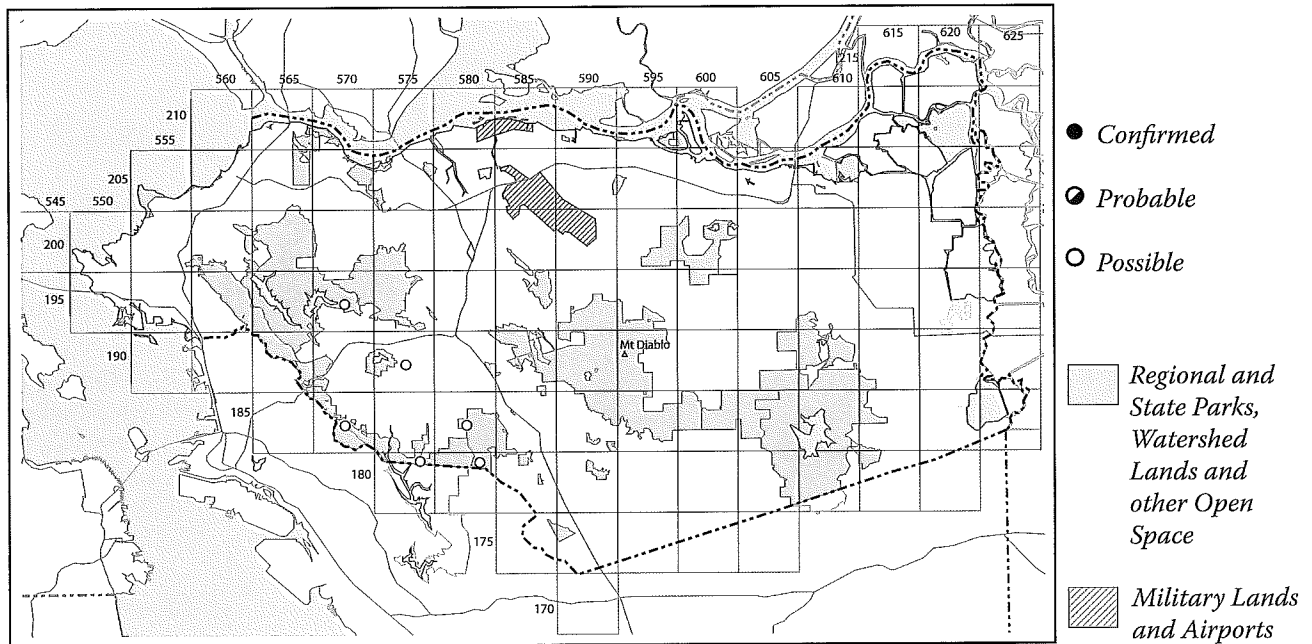 615
620
625
215
560
565
570
575
580
585
590
595
600
605
610
210
555
205
545
550
200
195
190
Mt Diablo
185
180
175
170
Confirmed
Probable
Possible
Regional and
State Parks,
Watershed
Lands and
other Open
Space
Military Lands
and Airports